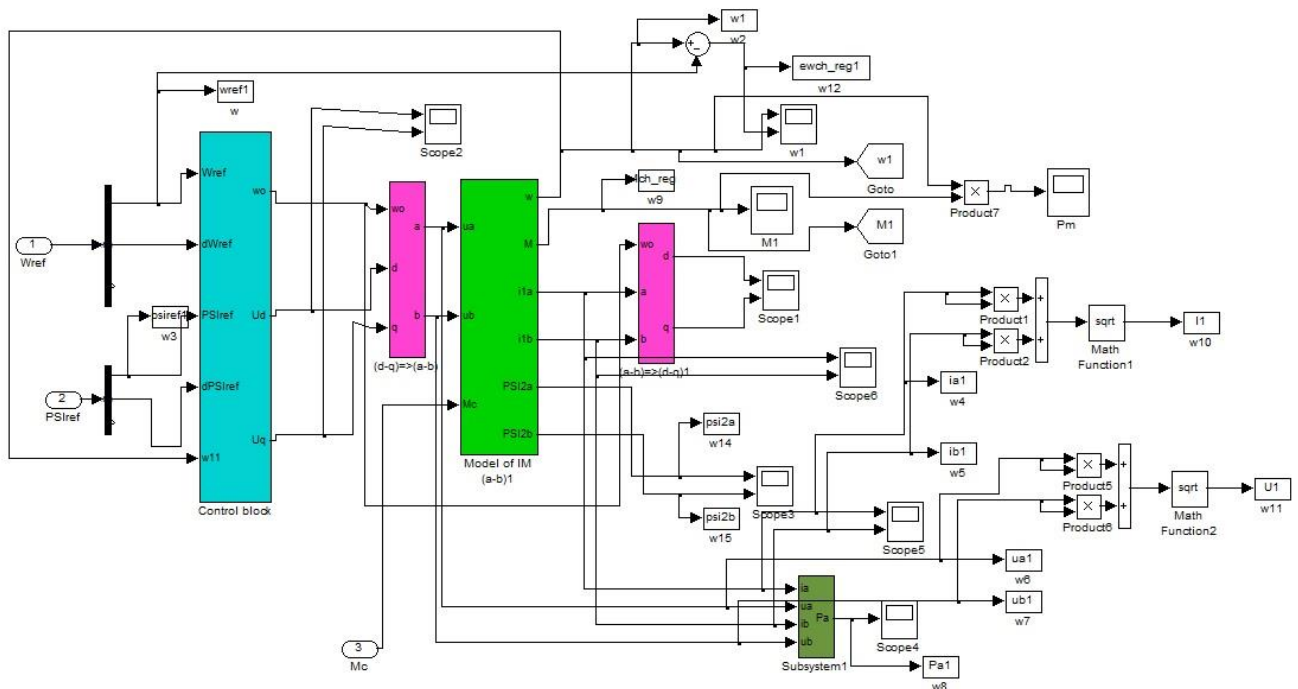 w1
w2
+
−
ewch_reg1
w12
wref1
w
Scope2
w1
w1
Goto
×
Product7
Pm
Wref
wo
dWref
PSIref
Ud
dPSIref
Uq
w11
Control block
1
Wref
w3
2
PSIref
wo
a
d
b
q
(d-q)=>(a-b)
ua
w
M
i1a
ub
i1b
PSI2a
Mc
PSI2b
Model of IM
(a-b)1
w9
M1
M1
Goto1
wo
d
a
q
b
(a-b)=>(d-q)1
Scope1
Scope6
×
Product1
×
Product2
+
+
sqrt
Math
Function1
I1
w10
ia1
w4
ib1
w5
psi2a
w14
Scope3
psi2b
w15
Scope5
×
Product5
×
Product6
+
+
sqrt
Math
Function2
U1
w11
ua1
w6
ub1
w7
ia
ua
Pa
ib
ub
Subsystem1
Scope4
Pa1
w8
3
Mc